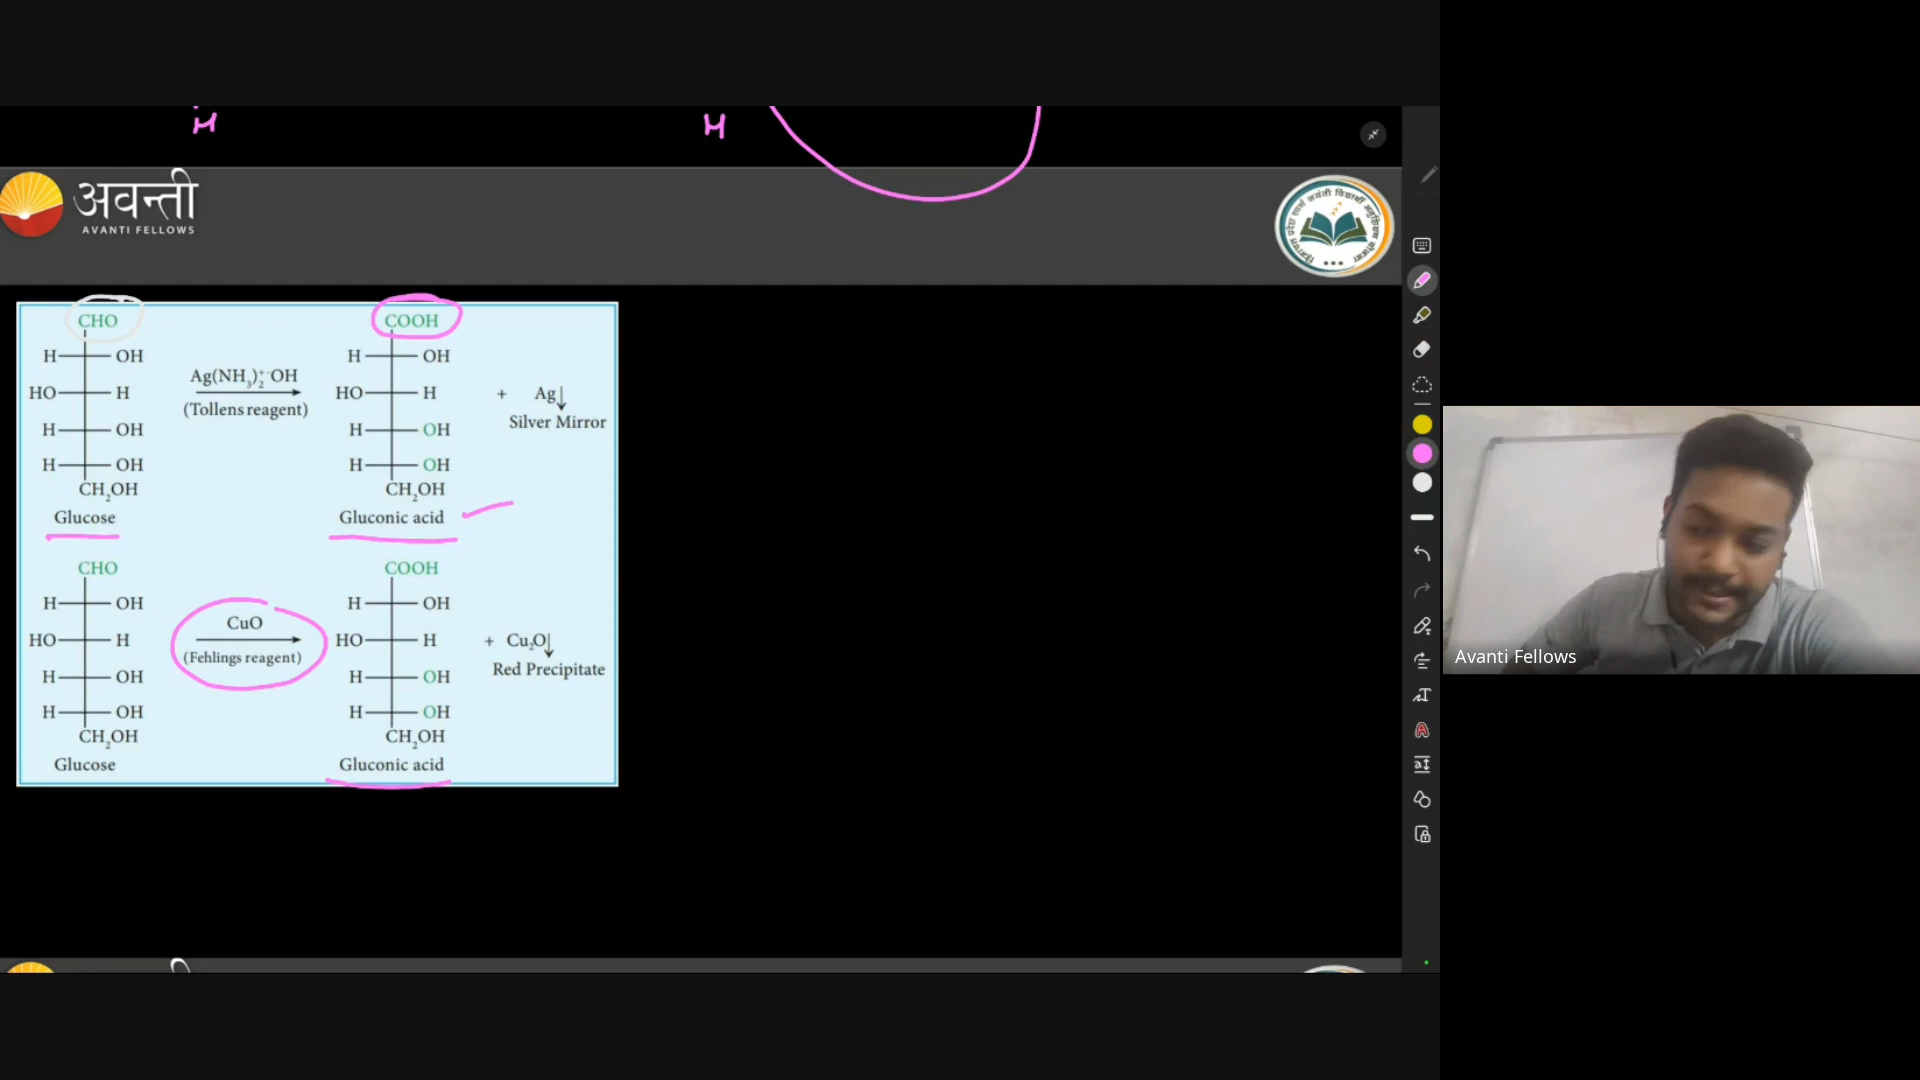 H H
अवन्ती
AVANTI FELLOWS
CHO COOH
H OH H OH
Ag(NH₃)₂⁺ OH
HO H HO H + Ag↓
(Tollens reagent)
Silver Mirror
H OH H OH
H OH H OH
CH₂OH CH₂OH
Glucose Gluconic acid
CHO COOH
H OH H OH
CuO
HO H HO H + Cu₂O↓
(Fehlings reagent)
Red Precipitate
H OH H OH
H OH H OH
CH₂OH CH₂OH
Glucose Gluconic acid
Avanti Fellows